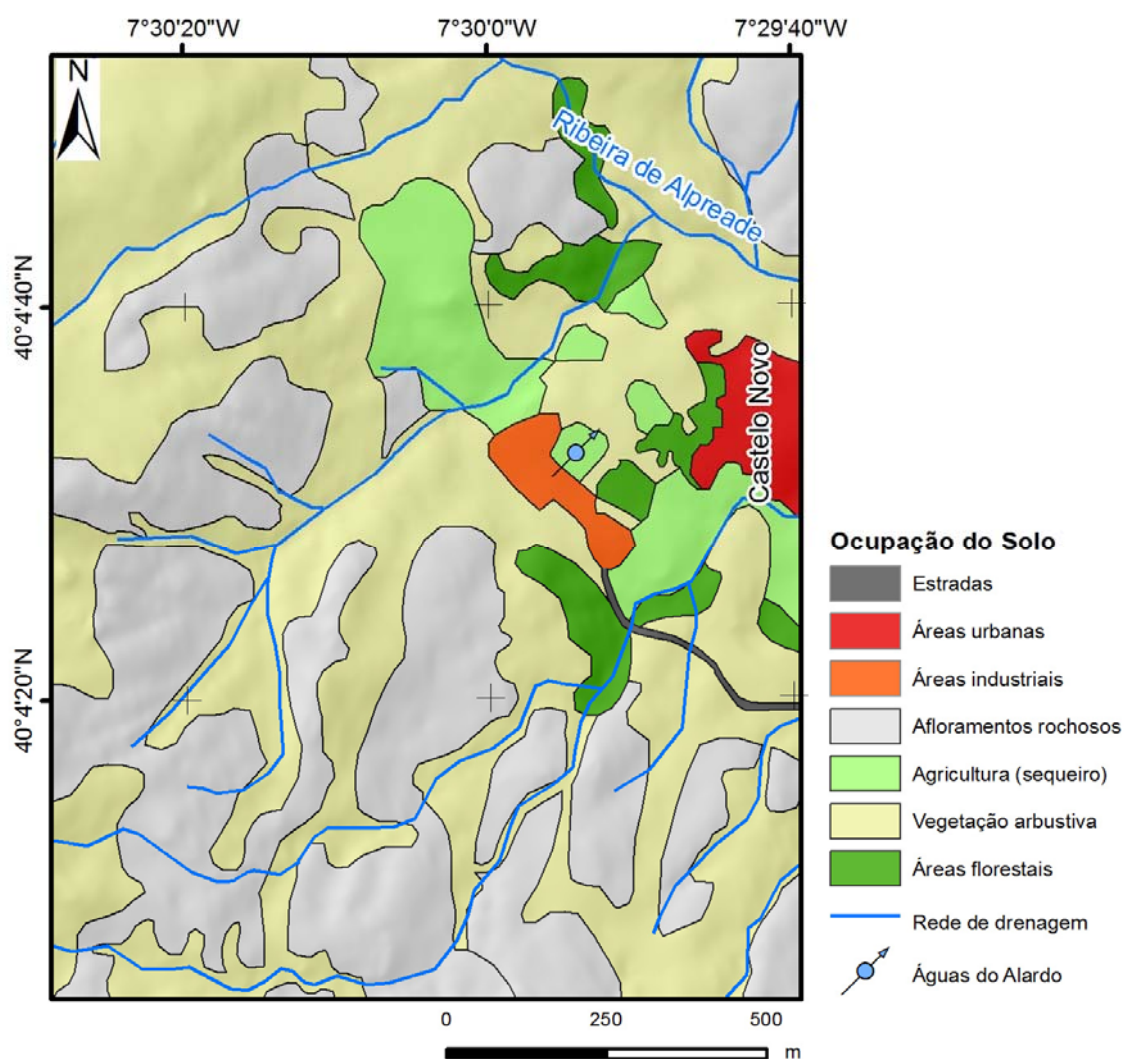 7°30'20"W
7°30'0"W
7°29'40"W
N
Ribeira de Alpreade
40°4'40"N
Castelo Novo
40°4'20"N
Ocupação do Solo
Estradas
Áreas urbanas
Áreas industriais
Afloramentos rochosos
Agricultura (sequeiro)
Vegetação arbustiva
Áreas florestais
Rede de drenagem
Águas do Alardo
0 250 500
m